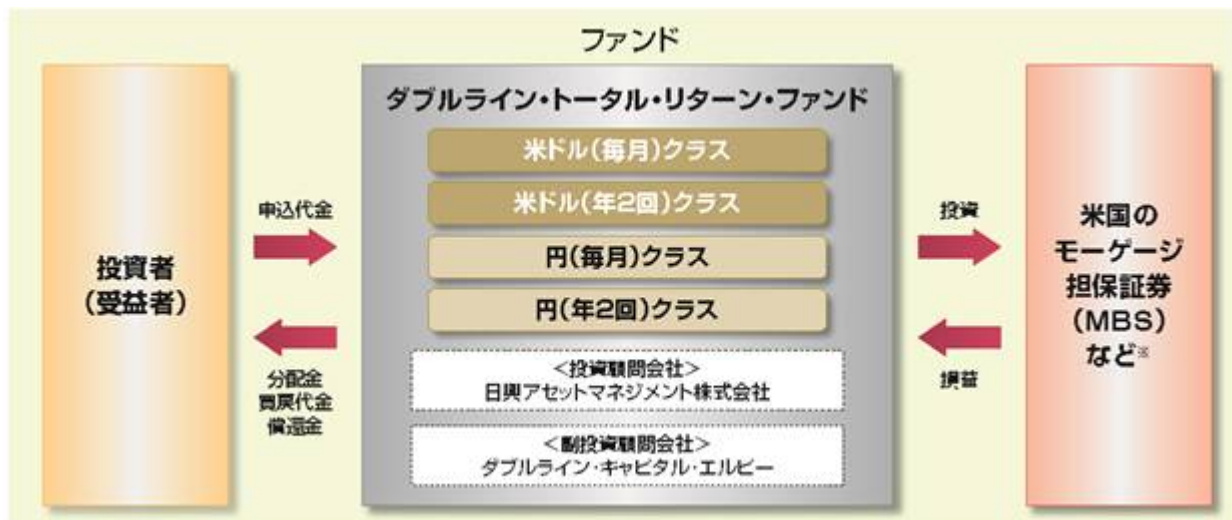 ファンド
投資者
(受益者)
申込代金
分配金
買戻代金
償還金
ダブルライン・トータル・リターン・ファンド
米ドル(毎月)クラス
米ドル(年2回)クラス
円(毎月)クラス
円(年2回)クラス
<投資顧問会社>
日興アセットマネジメント株式会社
<副投資顧問会社>
ダブルライン・キャピタル・エルピー
投資
損益
米国の
モーゲージ
担保証券
(MBS)
など※